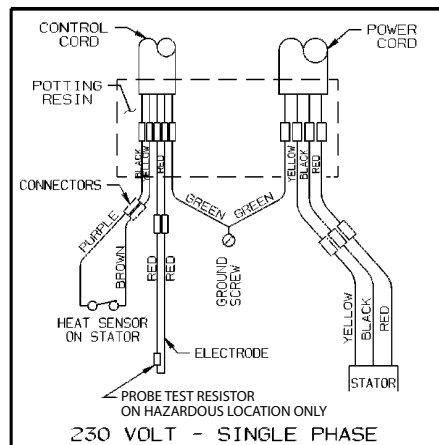 CONTROL
CORD
POWER
CORD
POTTING
RESIN
BLACK
YELLOW
RED
YELLOW
BLACK
RED
CONNECTORS
GREEN
GREEN
PURPLE
BROWN
RED
RED
GROUND
SCREW
HEAT SENSOR
ON STATOR
ELECTRODE
YELLOW
BLACK
RED
STATOR
PROBE TEST RESISTOR
ON HAZARDOUS LOCATION ONLY
230 VOLT - SINGLE PHASE